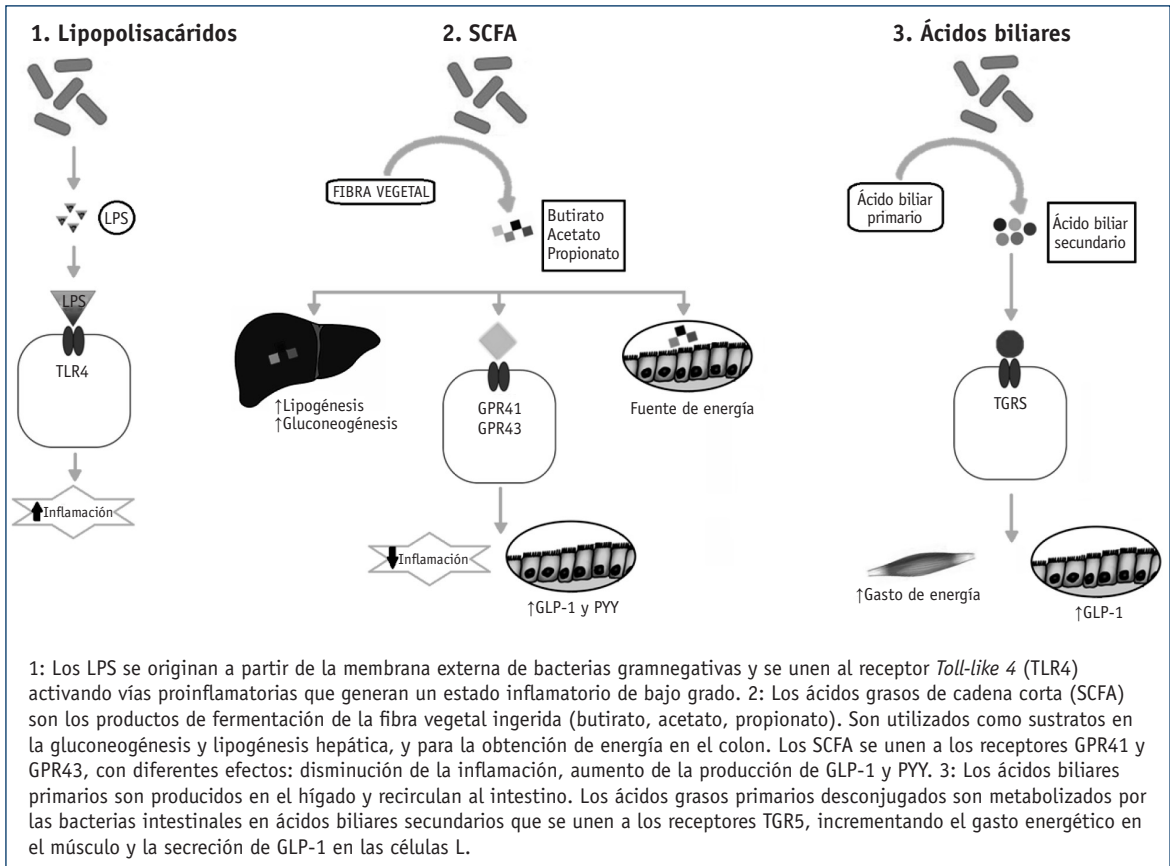 1. Lipopolisacáridos
LPS
LPS
TLR4
Inflamación
2. SCFA
FIBRA VEGETAL
Butirato
Acetato
Propionato
↑Lipogénesis
↑Gluconeogénesis
GPR41
GPR43
Fuente de energía
Inflamación
↑GLP-1 y PYY
3. Ácidos biliares
Ácido biliar
primario
Ácido biliar
secundario
TGRS
↑Gasto de energía
↑GLP-1
1: Los LPS se originan a partir de la membrana externa de bacterias gramnegativas y se unen al receptor Toll-like 4 (TLR4)
activando vías proinflamatorias que generan un estado inflamatorio de bajo grado. 2: Los ácidos grasos de cadena corta (SCFA)
son los productos de fermentación de la fibra vegetal ingerida (butirato, acetato, propionato). Son utilizados como sustratos en
la gluconeogénesis y lipogénesis hepática, y para la obtención de energía en el colon. Los SCFA se unen a los receptores GPR41 y
GPR43, con diferentes efectos: disminución de la inflamación, aumento de la producción de GLP-1 y PYY. 3: Los ácidos biliares
primarios son producidos en el hígado y recirculan al intestino. Los ácidos grasos primarios desconjugados son metabolizados por
las bacterias intestinales en ácidos biliares secundarios que se unen a los receptores TGR5, incrementando el gasto energético en
el músculo y la secreción de GLP-1 en las células L.